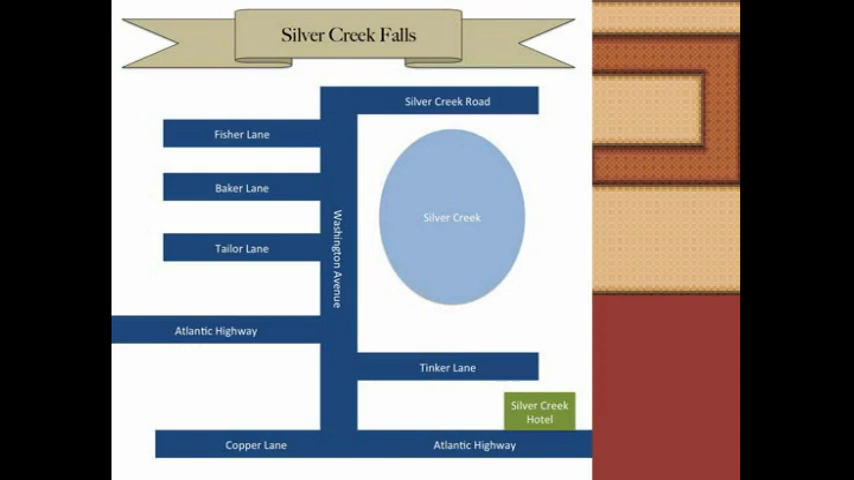 Silver Creek Falls
Silver Creek Road
Fisher Lane
Baker Lane
Silver Creek
Washington Avenue
Tailor Lane
Atlantic Highway
Tinker Lane
Silver Creek
Hotel
Copper Lane
Atlantic Highway